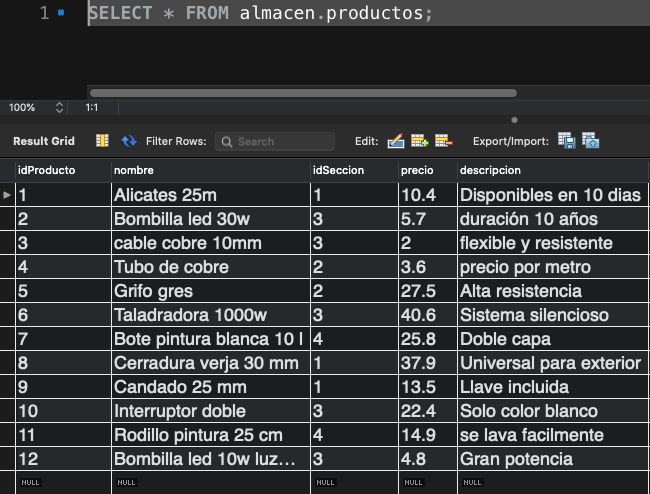 1 SELECT * FROM almacen.productos;
100% 1:1
Result Grid Filter Rows: Search Edit: Export/Import:
idProducto nombre idSeccion precio descripcion
1 Alicates 25m 1 10.4 Disponibles en 10 dias
2 Bombilla led 30w 3 5.7 duración 10 años
3 cable cobre 10mm 3 2 flexible y resistente
4 Tubo de cobre 2 3.6 precio por metro
5 Grifo gres 2 27.5 Alta resistencia
6 Taladradora 1000w 3 40.6 Sistema silencioso
7 Bote pintura blanca 10 l 4 25.8 Doble capa
8 Cerradura verja 30 mm 1 37.9 Universal para exterior
9 Candado 25 mm 1 13.5 Llave incluida
10 Interruptor doble 3 22.4 Solo color blanco
11 Rodillo pintura 25 cm 4 14.9 se lava facilmente
12 Bombilla led 10w luz... 3 4.8 Gran potencia
NULL NULL NULL NULL NULL